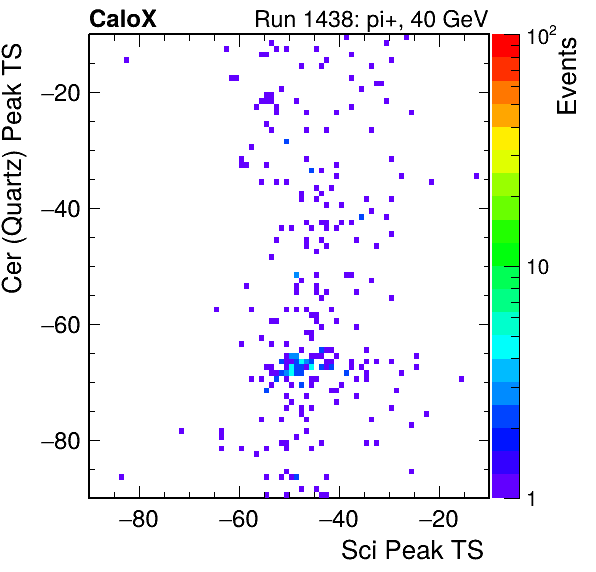 CaloX Run 1438: pi+, 40 GeV
Cer (Quartz) Peak TS
−20
−40
−60
−80
−80 −60 −40 −20
Sci Peak TS
10²
10
1
Events